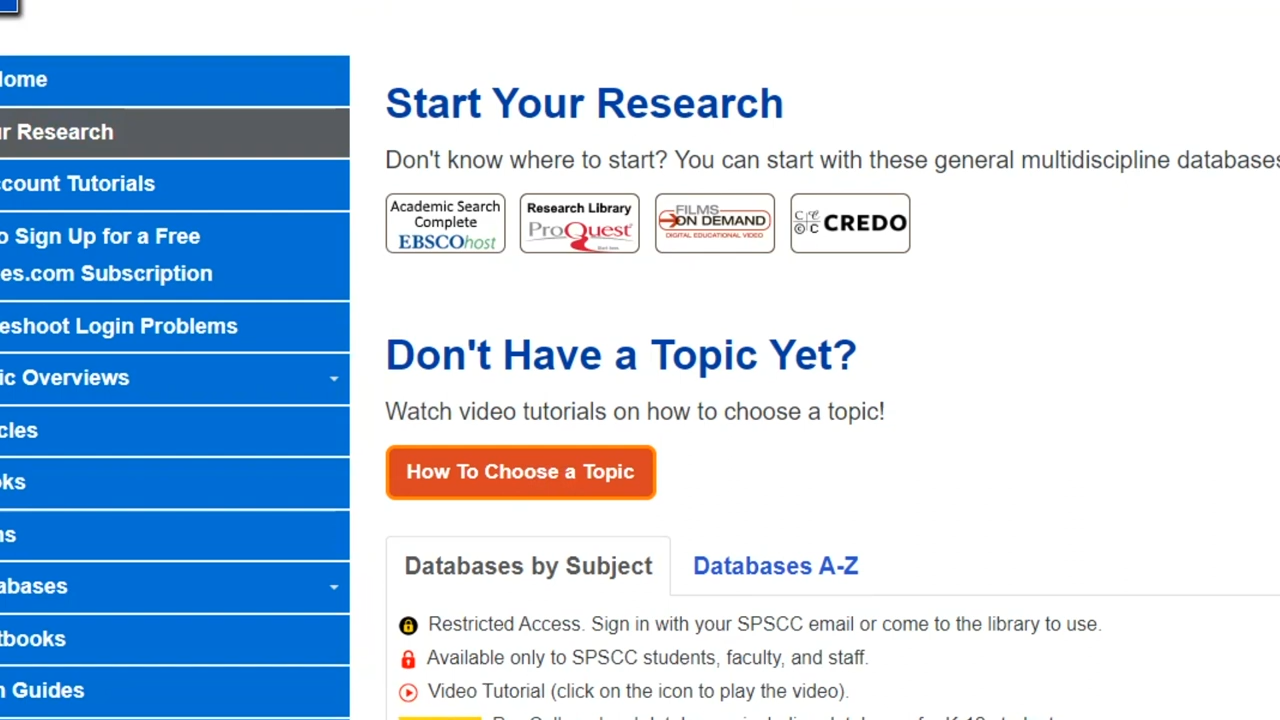 Home
ur Research
ccount Tutorials
o Sign Up for a Free
es.com Subscription
eshoot Login Problems
ic Overviews
cles
oks
ns
abases
tbooks
n Guides
Start Your Research
Don't know where to start? You can start with these general multidiscipline databases
Academic Search
Complete
EBSCOhost
Research Library
ProQuest
FILMS
ON DEMAND
DIGITAL EDUCATIONAL VIDEO
CREDO
Don't Have a Topic Yet?
Watch video tutorials on how to choose a topic!
How To Choose a Topic
Databases by Subject
Databases A-Z
Restricted Access. Sign in with your SPSCC email or come to the library to use.
Available only to SPSCC students, faculty, and staff.
Video Tutorial (click on the icon to play the video).